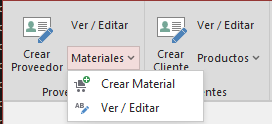 Ver / Editar
Ver / Editar
Crear Proveedor
Materiales
Crear Cliente
Productos
Crear Material
Ver / Editar